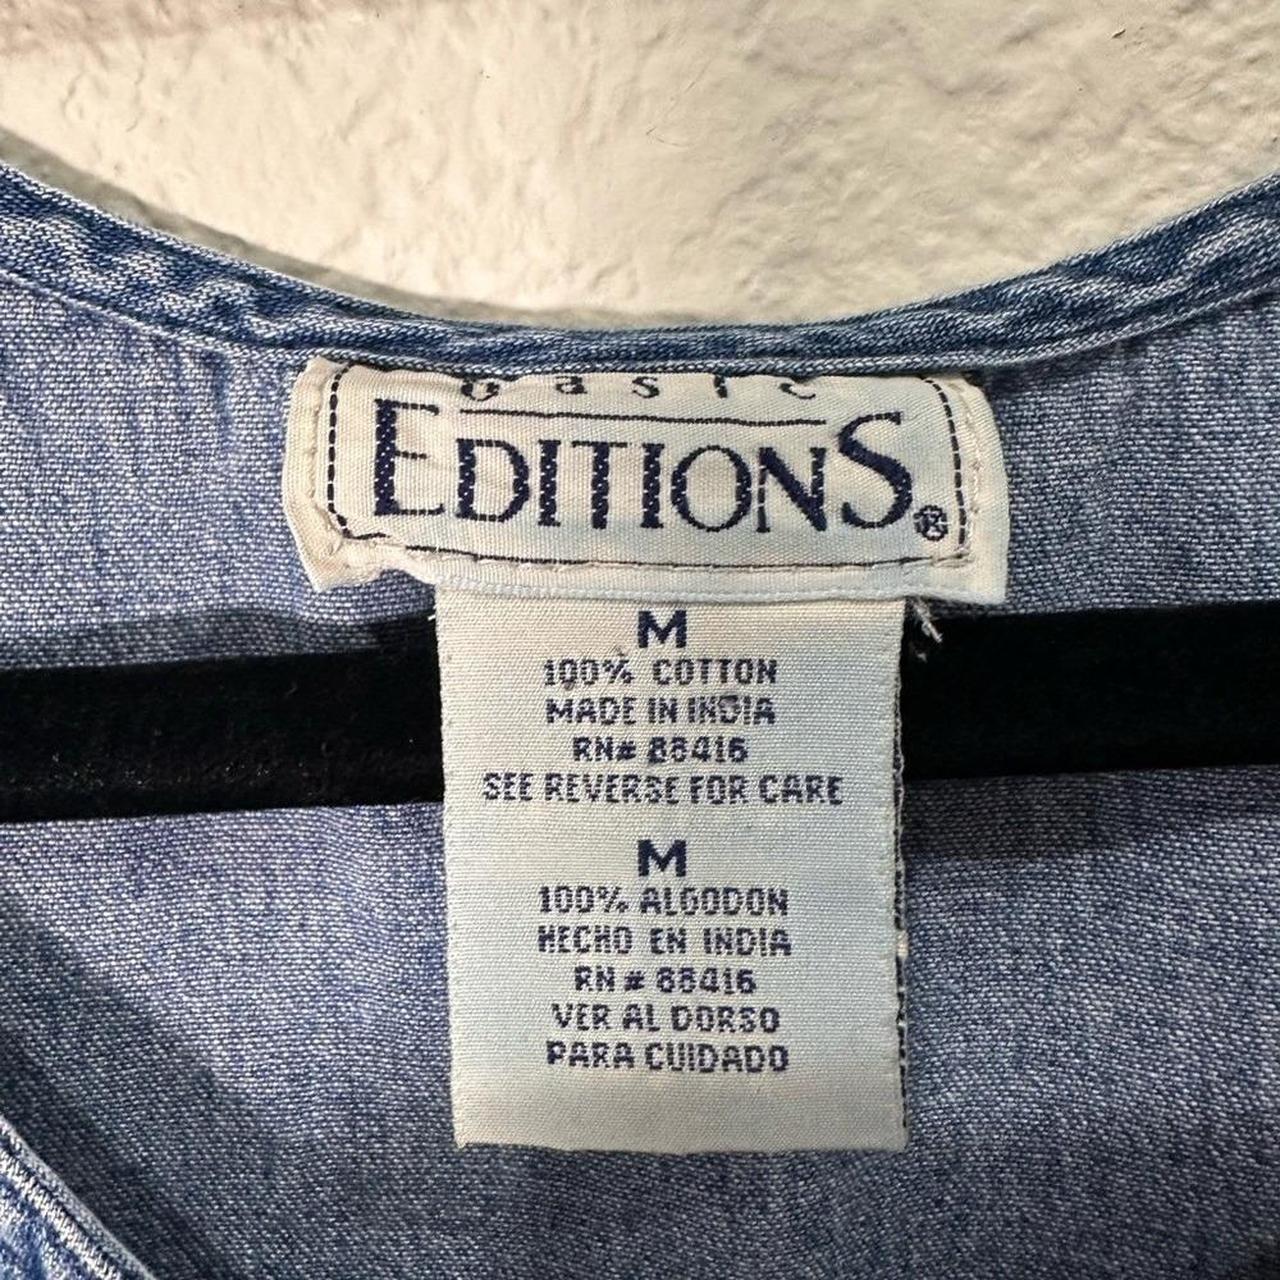 basic
EDITIONS®
M
100% COTTON
MADE IN INDIA
RN# 88416
SEE REVERSE FOR CARE
M
100% ALGODON
HECHO EN INDIA
RN # 88416
VER AL DORSO
PARA CUIDADO